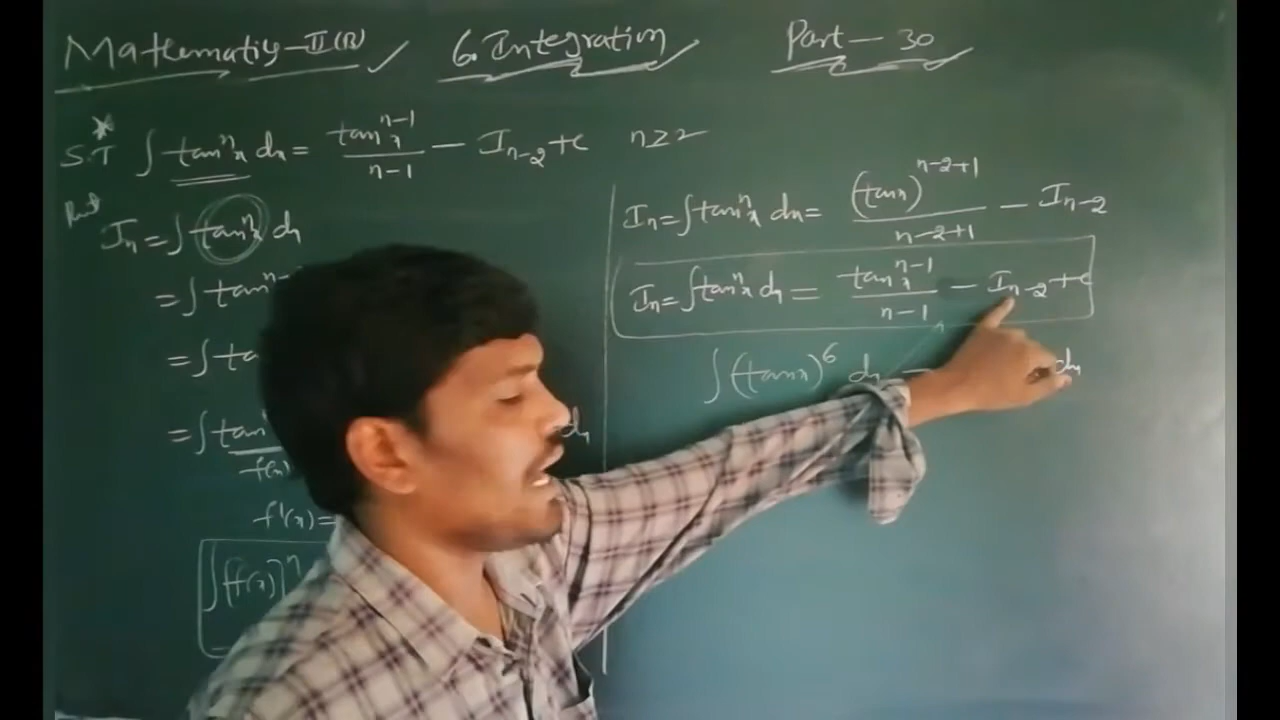 Mathematics-II(B) 6. Integration Part - 30
S.T ∫ tanⁿx dx = tanⁿ⁻¹x / n-1 - Iₙ₋₂ + c n≥2
Iₙ = ∫ tanⁿx dx
= ∫ tanⁿ⁻
= ∫ ta
= ∫ tan dx
f(x)
f'(x) =
∫ [f(x)]ⁿ
Iₙ = ∫ tanⁿx dx = (tanx)ⁿ⁻²⁺¹ / n-2+1 - Iₙ₋₂
Iₙ = ∫ tanⁿx dx = tanⁿ⁻¹x / n-1 - Iₙ₋₂ + c
∫ (tanx)⁶ dx = dx